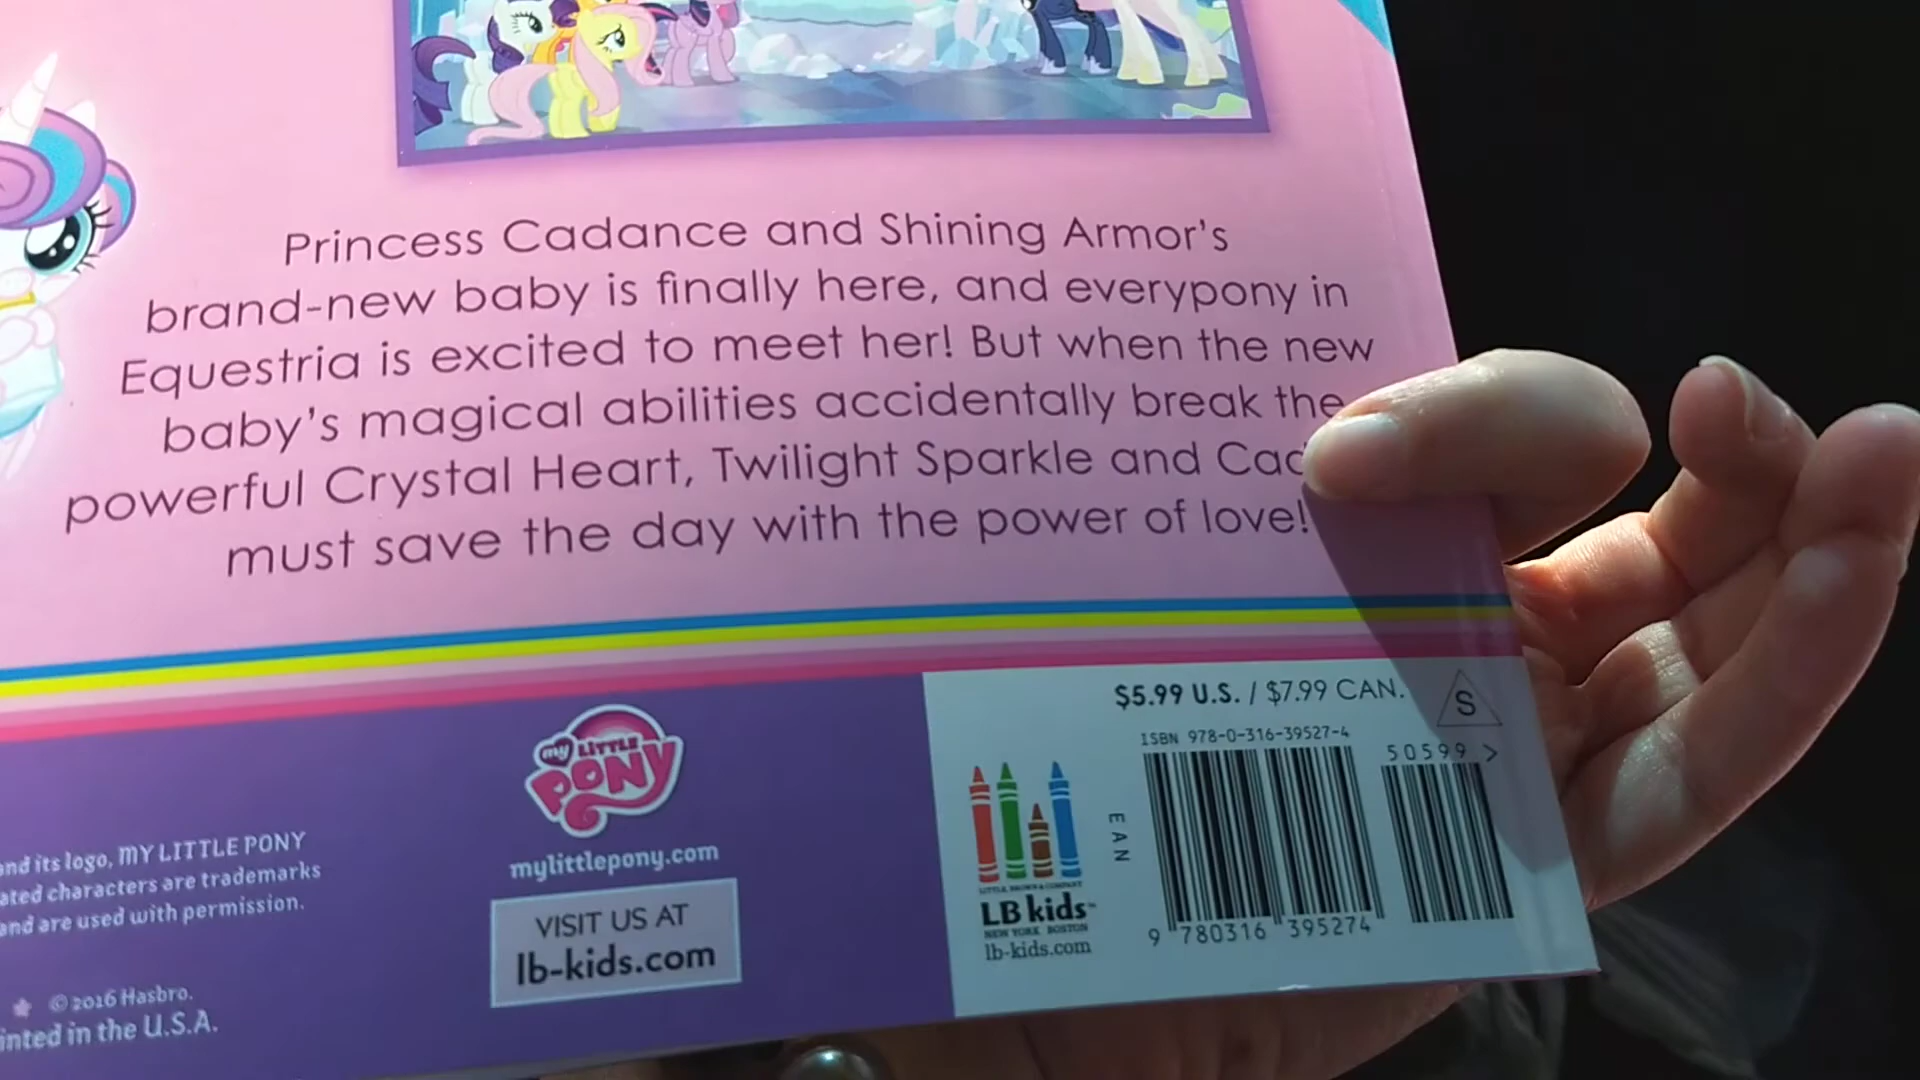 Princess Cadance and Shining Armor's
brand-new baby is finally here, and everypony in
Equestria is excited to meet her! But when the new
baby's magical abilities accidentally break the
powerful Crystal Heart, Twilight Sparkle and
must save the day with the power of love!
$5.99 U.S. / $7.99 CAN.
S
ISBN 978-0-316-39527-4
50599 >
EAN
9 780316 395274
LITTLE, BROWN & COMPANY
LB kids™
NEW YORK BOSTON
lb-kids.com
my LITTLE PONY
mylittlepony.com
VISIT US AT
lb-kids.com
and its logo, MY LITTLE PONY
characters are trademarks
and are used with permission.
© 2016 Hasbro.
in the U.S.A.